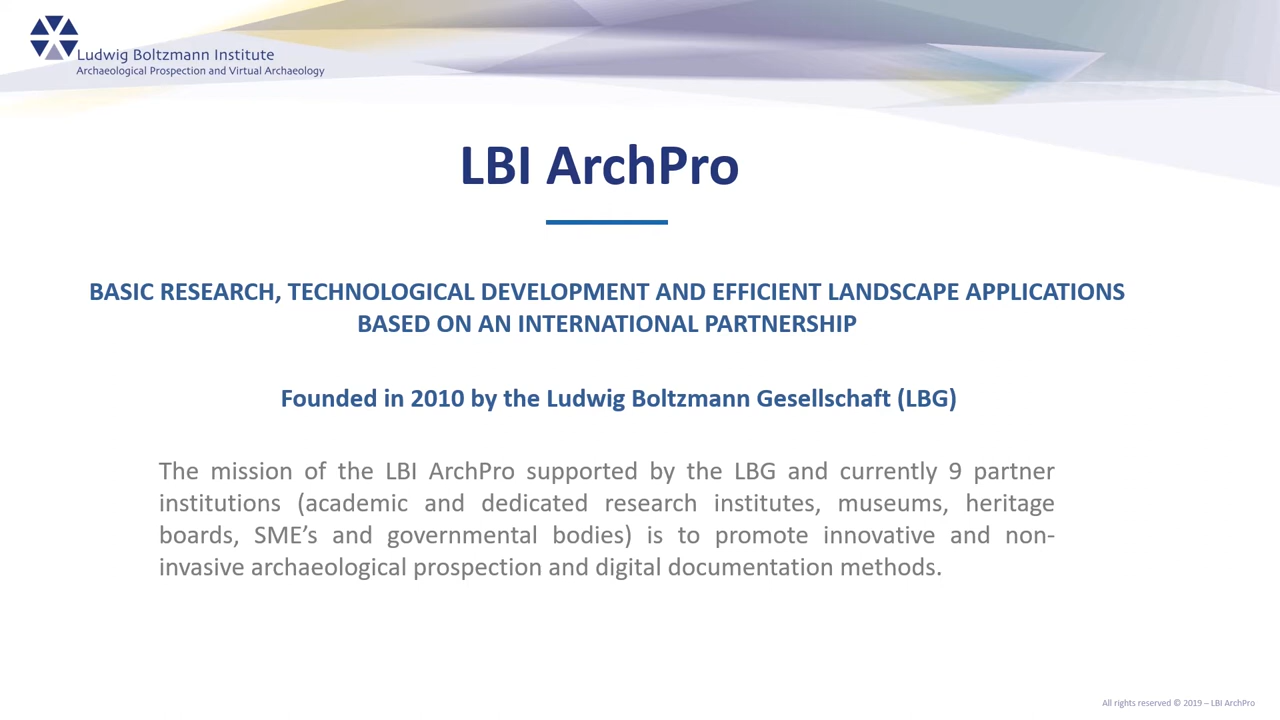 Ludwig Boltzmann Institute
Archaeological Prospection and Virtual Archaeology
LBI ArchPro
BASIC RESEARCH, TECHNOLOGICAL DEVELOPMENT AND EFFICIENT LANDSCAPE APPLICATIONS
BASED ON AN INTERNATIONAL PARTNERSHIP
Founded in 2010 by the Ludwig Boltzmann Gesellschaft (LBG)
The mission of the LBI ArchPro supported by the LBG and currently 9 partner
institutions (academic and dedicated research institutes, museums, heritage
boards, SME’s and governmental bodies) is to promote innovative and non-
invasive archaeological prospection and digital documentation methods.
All rights reserved © 2019 – LBI ArchPro